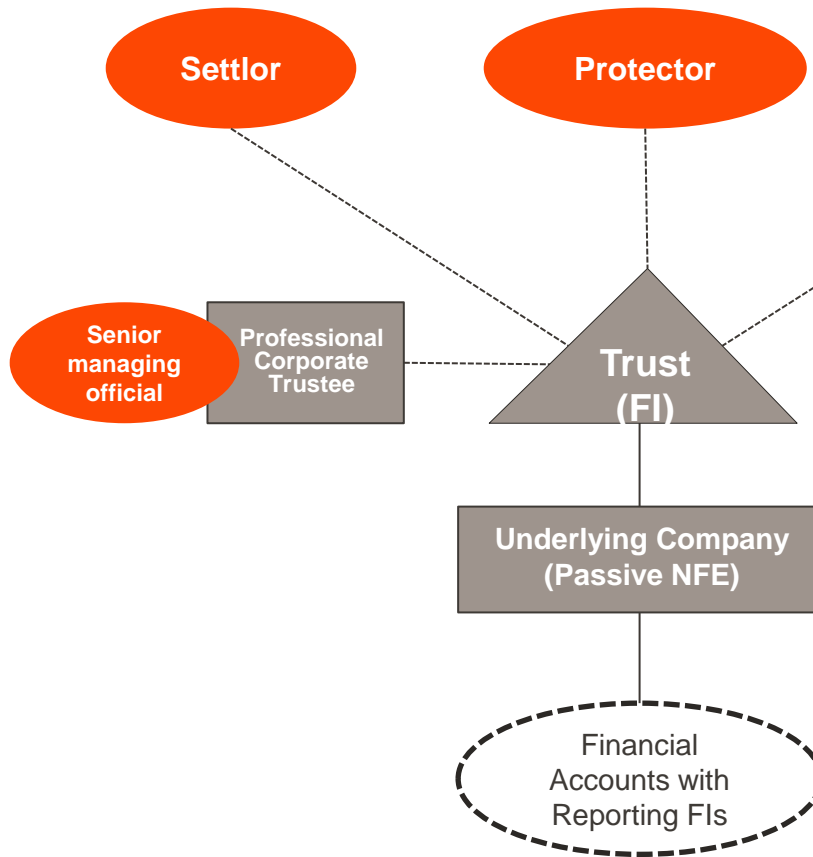 Settlor
Protector
Senior
managing
official
Professional
Corporate
Trustee
Trust
(FI)
Underlying Company
(Passive NFE)
Financial
Accounts with
Reporting FIs